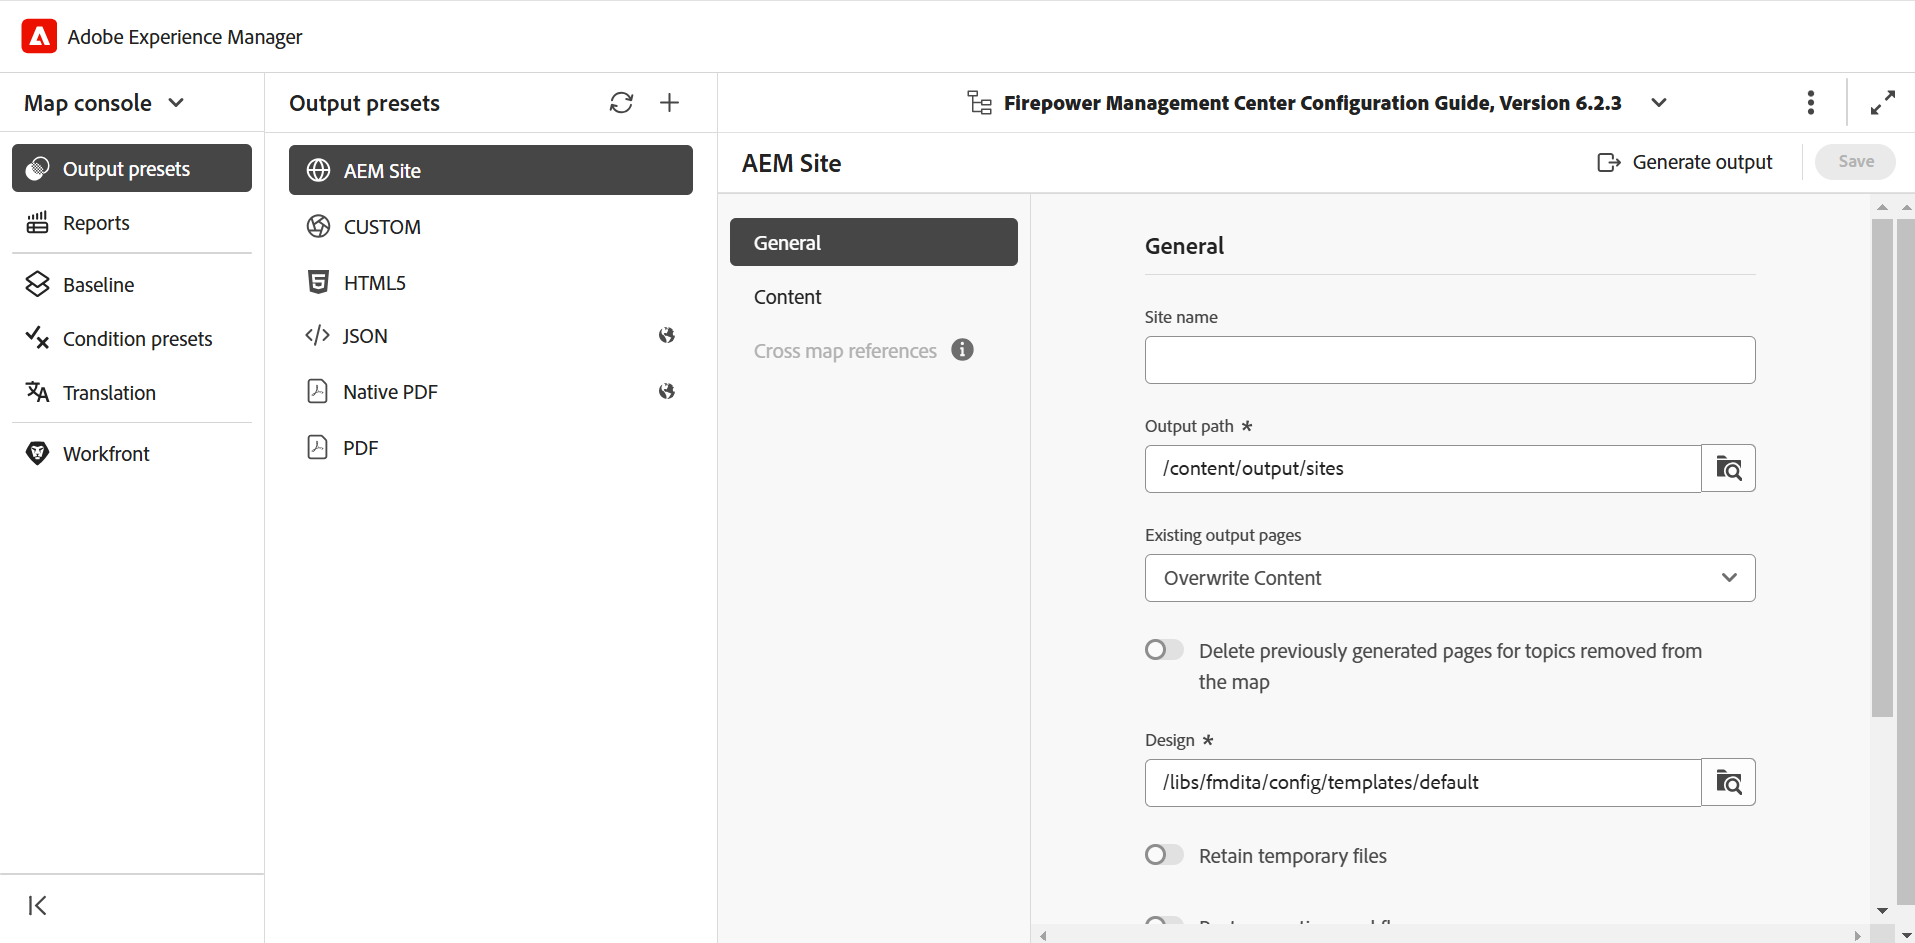 Adobe Experience Manager
Map console
Output presets
Reports
Baseline
Condition presets
Translation
Workfront
Output presets
AEM Site
CUSTOM
HTML5
JSON
Native PDF
PDF
Firepower Management Center Configuration Guide, Version 6.2.3
AEM Site
Generate output
Save
General
Content
Cross map references
General
Site name
Output path *
/content/output/sites
Existing output pages
Overwrite Content
Delete previously generated pages for topics removed from
the map
Design *
/libs/fmdita/config/templates/default
Retain temporary files